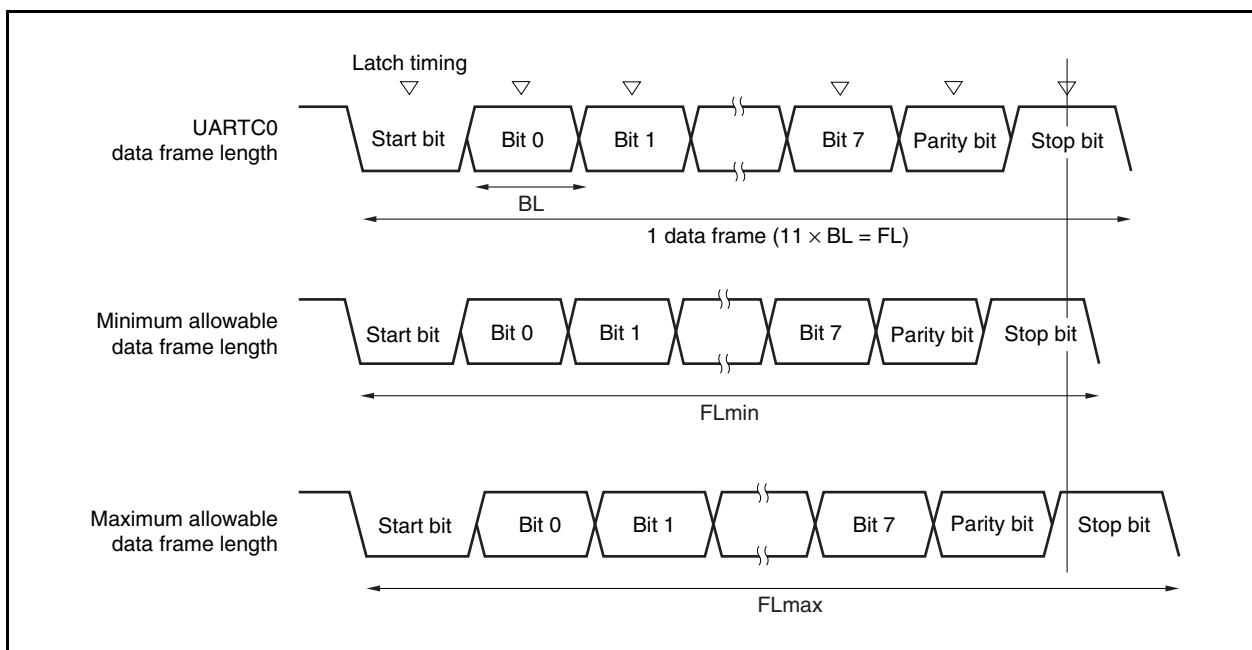 Latch timing
UARTC0
data frame length
Start bit
Bit 0
Bit 1
Bit 7
Parity bit
Stop bit
BL
1 data frame (11 × BL = FL)
Minimum allowable
data frame length
Start bit
Bit 0
Bit 1
Bit 7
Parity bit
Stop bit
FLmin
Maximum allowable
data frame length
Start bit
Bit 0
Bit 1
Bit 7
Parity bit
Stop bit
FLmax